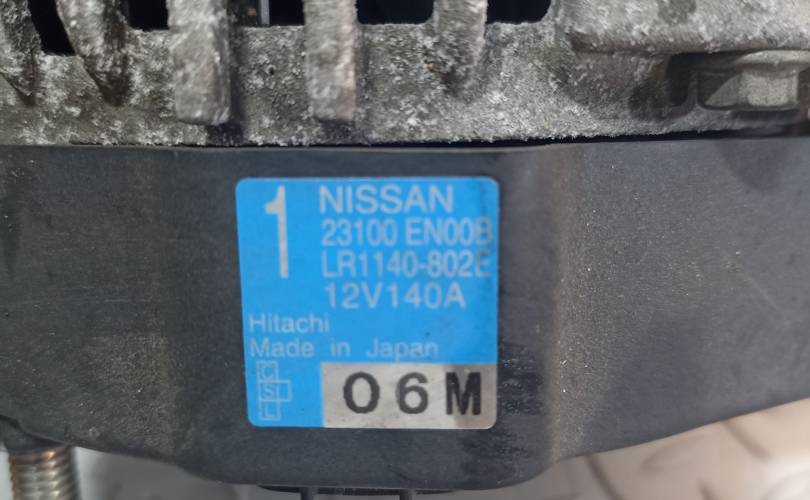 1
NISSAN
23100 EN00B
LR1140-802E
12V140A
Hitachi
Made in Japan
C
S
L
06M